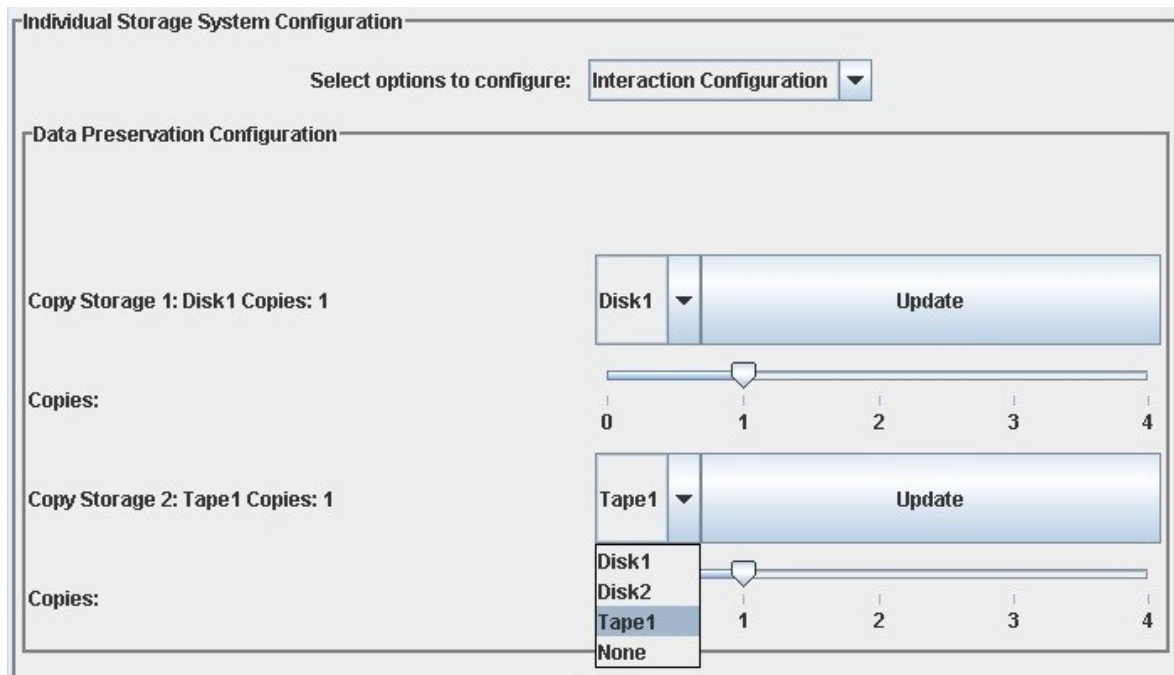 Individual Storage System Configuration
Select options to configure: Interaction Configuration
Data Preservation Configuration
Copy Storage 1: Disk1 Copies: 1 Disk1 Update
Copies:
0 1 2 3 4
Copy Storage 2: Tape1 Copies: 1 Tape1 Update
Disk1
Disk2
Copies:
Tape1 1 2 3 4
None